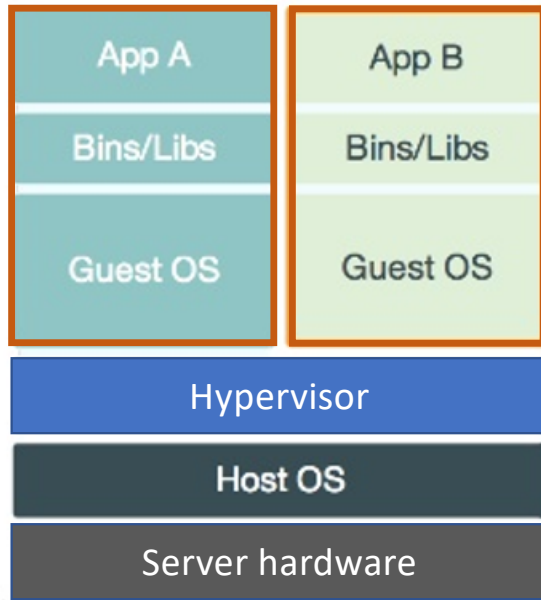 App A
Bins/Libs
Guest OS
App B
Bins/Libs
Guest OS
Hypervisor
Host OS
Server hardware